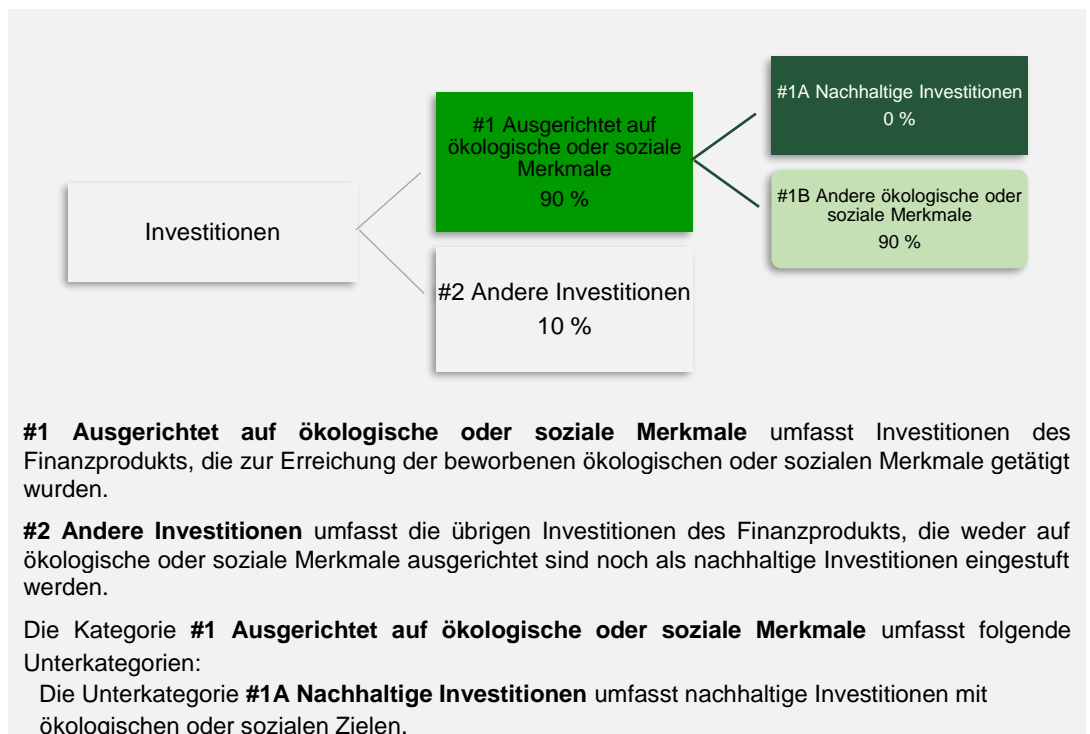 #1A Nachhaltige Investitionen
0 %
#1 Ausgerichtet auf
ökologische oder soziale
Merkmale
90 %
#1B Andere ökologische oder
soziale Merkmale
90 %
Investitionen
#2 Andere Investitionen
10 %
#1 Ausgerichtet auf ökologische oder soziale Merkmale umfasst Investitionen des
Finanzprodukts, die zur Erreichung der beworbenen ökologischen oder sozialen Merkmale getätigt
wurden.
#2 Andere Investitionen umfasst die übrigen Investitionen des Finanzprodukts, die weder auf
ökologische oder soziale Merkmale ausgerichtet sind noch als nachhaltige Investitionen eingestuft
werden.
Die Kategorie #1 Ausgerichtet auf ökologische oder soziale Merkmale umfasst folgende
Unterkategorien:
Die Unterkategorie #1A Nachhaltige Investitionen umfasst nachhaltige Investitionen mit
ökologischen oder sozialen Zielen.